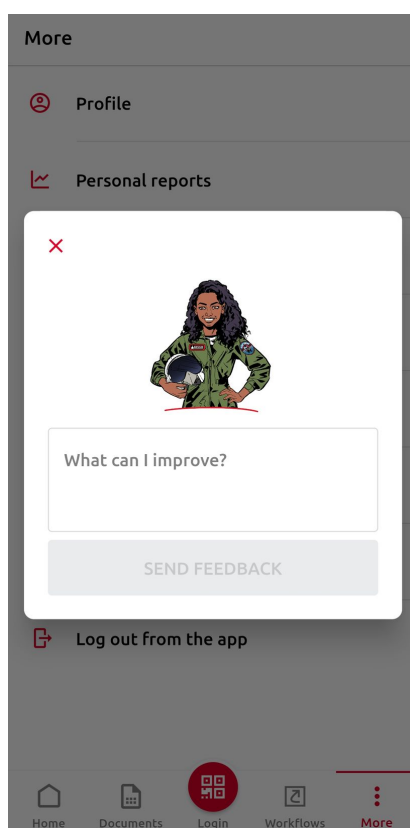 More
Profile
Personal reports
What can I improve?
SEND FEEDBACK
Log out from the app
Home
Documents
Login
Workflows
More